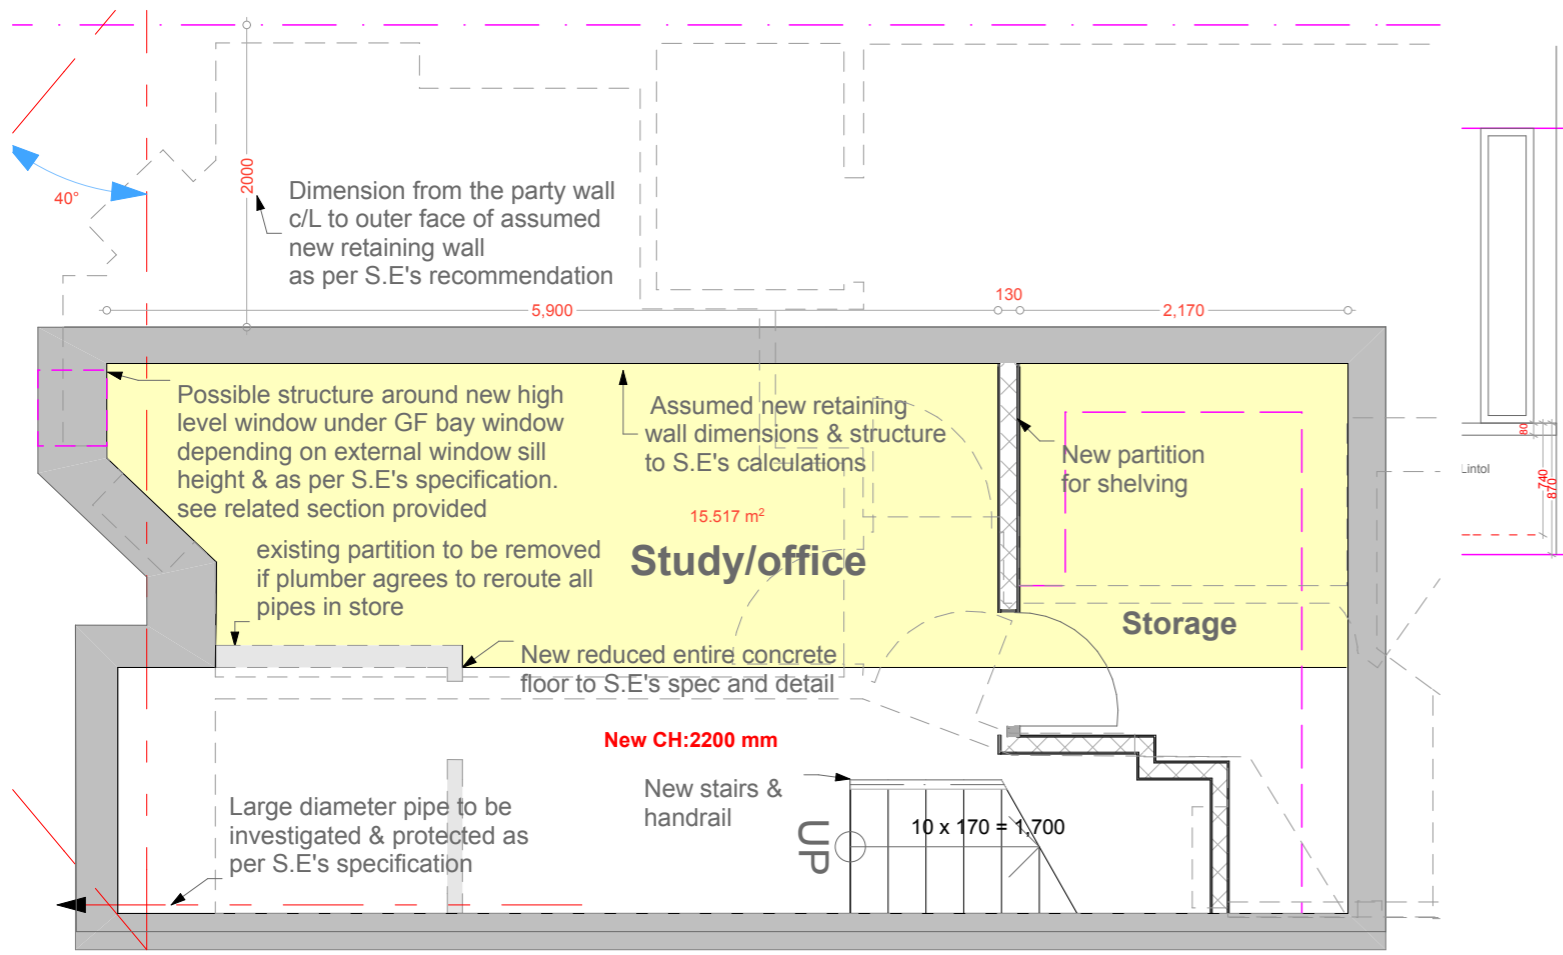 40°
2000
Dimension from the party wall
c/L to outer face of assumed
new retaining wall
as per S.E's recommendation
5,900
130
2,170
Possible structure around new high
level window under GF bay window
depending on external window sill
height & as per S.E's specification.
see related section provided
Assumed new retaining
wall dimensions & structure
to S.E's calculations
New partition
for shelving
15.517 m²
Study/office
existing partition to be removed
if plumber agrees to reroute all
pipes in store
Storage
New reduced entire concrete
floor to S.E's spec and detail
New CH:2200 mm
New stairs &
handrail
UP
10 x 170 = 1,700
Large diameter pipe to be
investigated & protected as
per S.E's specification
80
Lintol
740
870